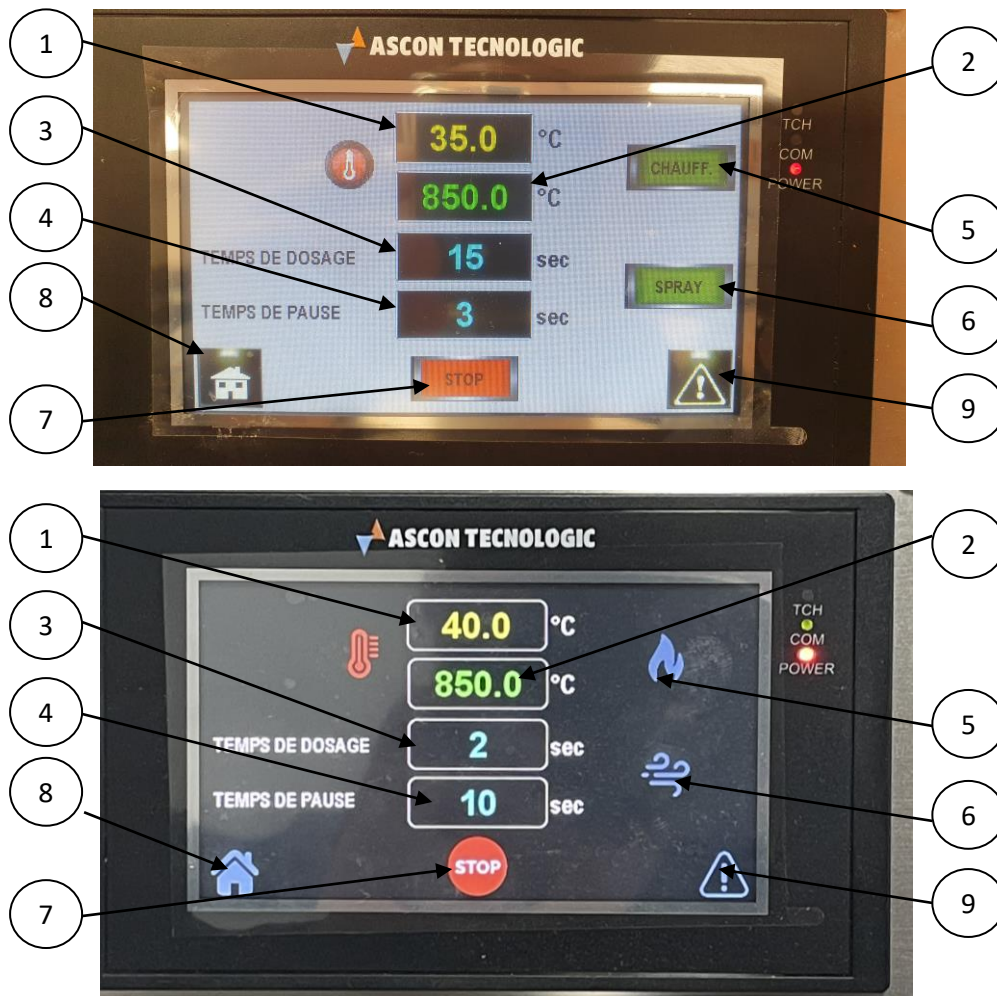 1
ASCON TECNOLOGIC
2
3
35.0 °C
TCH
COM
POWER
CHAUFF.
4
850.0 °C
5
TEMPS DE DOSAGE 15 sec
8
SPRAY
TEMPS DE PAUSE 3 sec
6
STOP
7
9
1
ASCON TECNOLOGIC
2
3
40.0 °C
TCH
COM
POWER
850.0 °C
4
5
TEMPS DE DOSAGE 2 sec
8
TEMPS DE PAUSE 10 sec
6
STOP
7
9